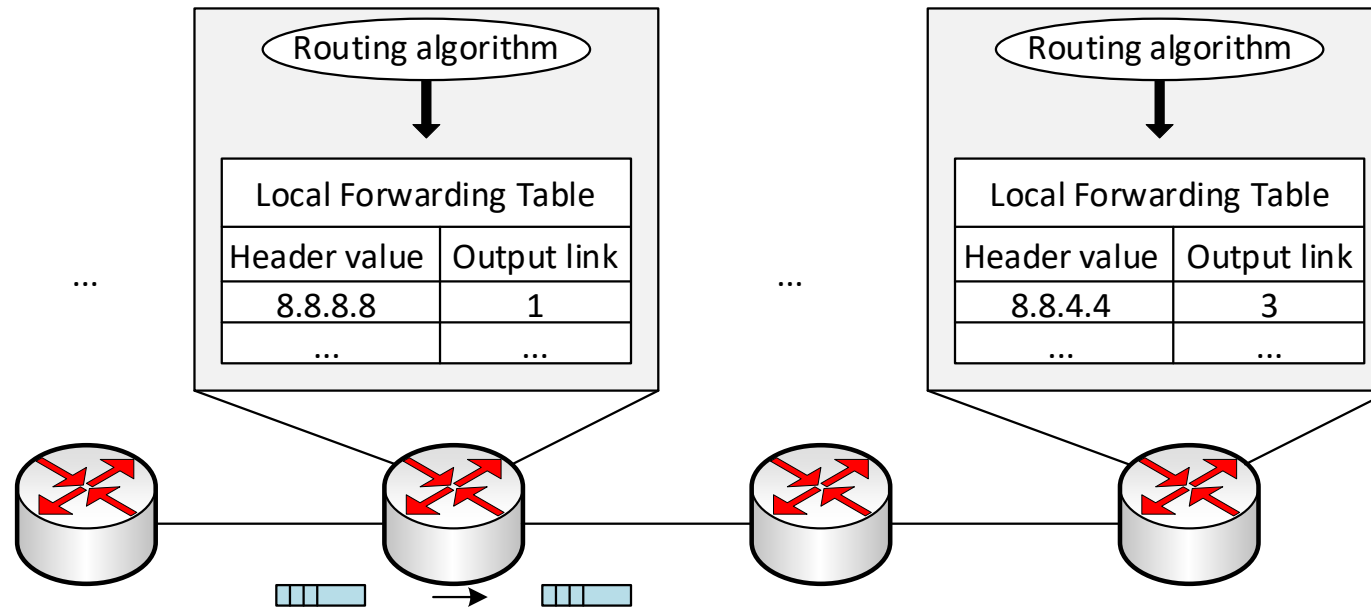 Routing algorithm
Local Forwarding Table
Header value Output link
8.8.8.8 1
... ...
...
...
Routing algorithm
Local Forwarding Table
Header value Output link
8.8.4.4 3
... ...